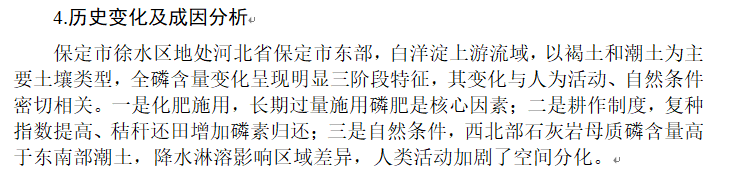 4.历史变化及成因分析
保定市徐水区地处河北省保定市东部，白洋淀上游流域，以褐土和潮土为主
要土壤类型，全磷含量变化呈现明显三阶段特征，其变化与人为活动、自然条件
密切相关。一是化肥施用，长期过量施用磷肥是核心因素；二是耕作制度，复种
指数提高、秸秆还田增加磷素归还；三是自然条件，西北部石灰岩母质磷含量高
于东南部潮土，降水淋溶影响区域差异，人类活动加剧了空间分化。